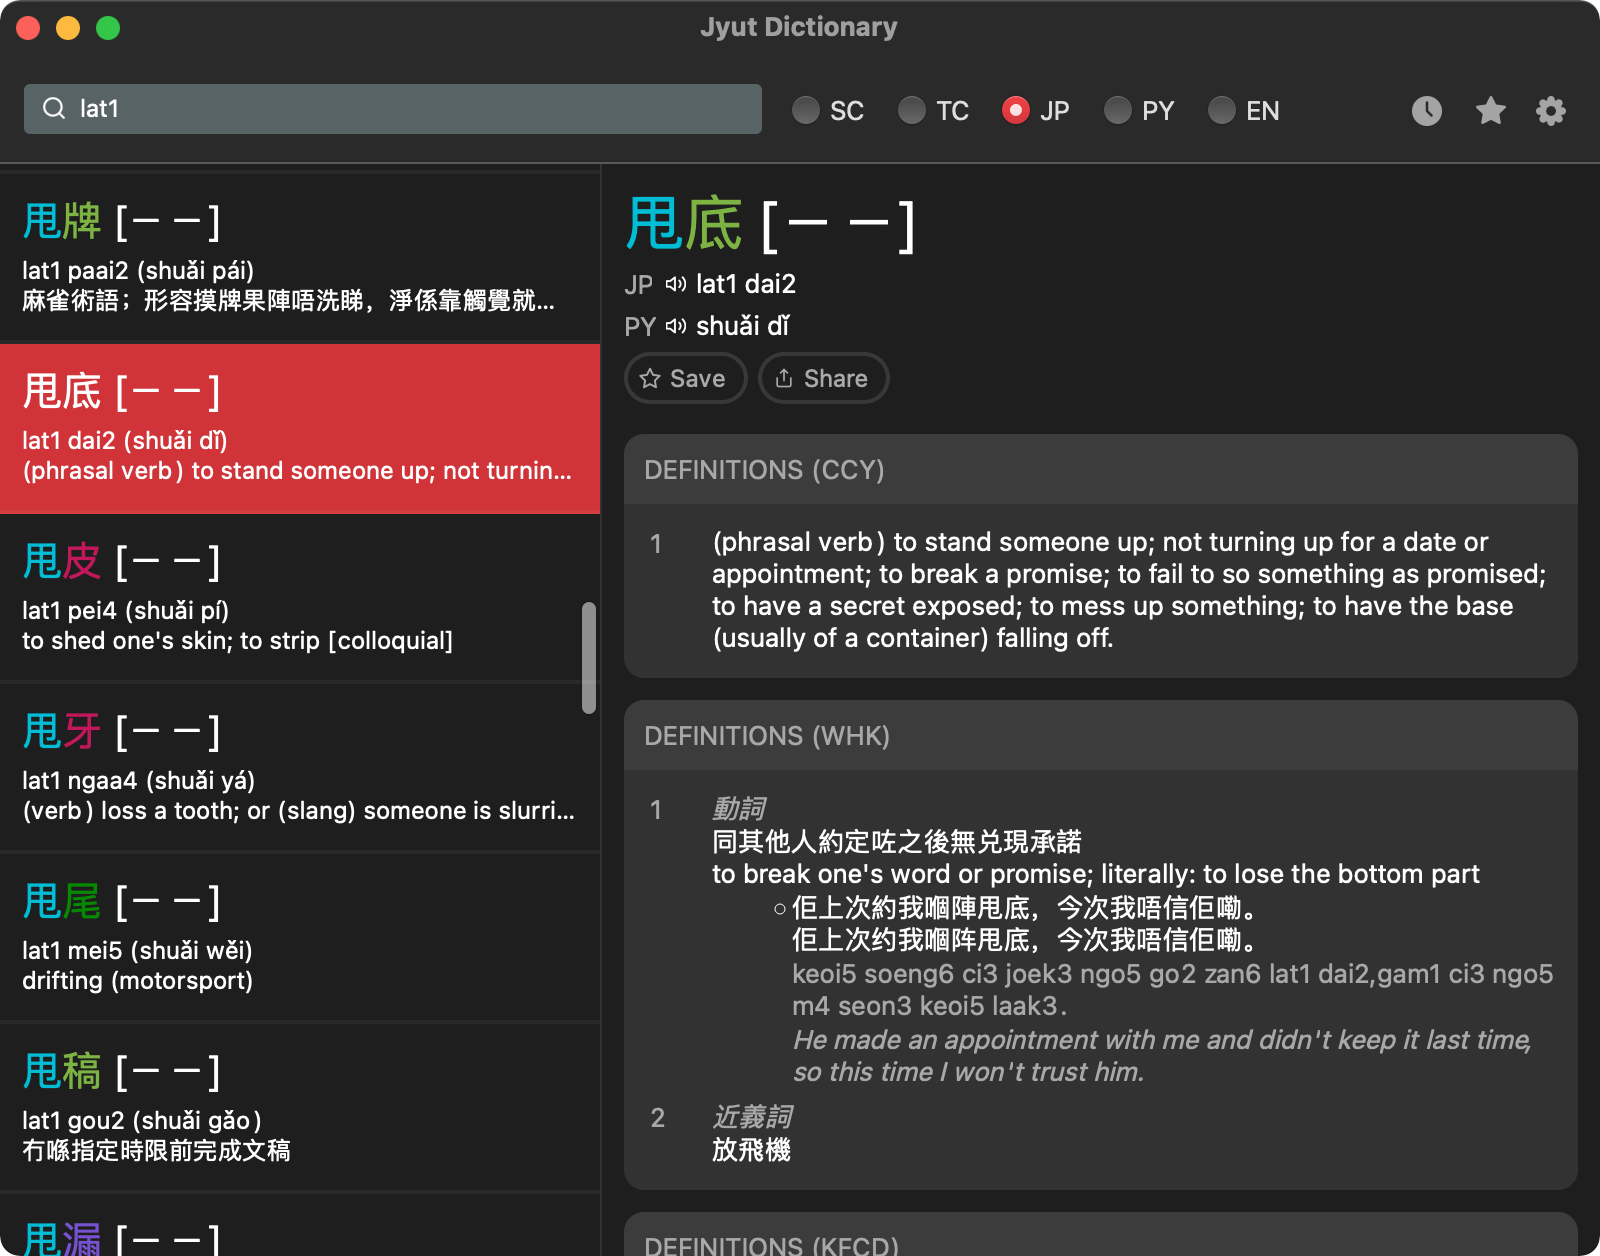 Jyut Dictionary
lat1
SC TC JP PY EN
甩牌 [－－]
lat1 paai2 (shuǎi pái)
麻雀術語；形容摸牌果陣唔洗睇，淨係靠觸覺就...
甩底 [－－]
lat1 dai2 (shuǎi dǐ)
(phrasal verb) to stand someone up; not turnin...
甩皮 [－－]
lat1 pei4 (shuǎi pí)
to shed one's skin; to strip [colloquial]
甩牙 [－－]
lat1 ngaa4 (shuǎi yá)
(verb) loss a tooth; or (slang) someone is slurri...
甩尾 [－－]
lat1 mei5 (shuǎi wěi)
drifting (motorsport)
甩稿 [－－]
lat1 gou2 (shuǎi gǎo)
冇喺指定時限前完成文稿
甩漏 [－－]
甩底 [－－]
JP lat1 dai2
PY shuǎi dǐ
Save Share
DEFINITIONS (CCY)
1 (phrasal verb) to stand someone up; not turning up for a date or
appointment; to break a promise; to fail to so something as promised;
to have a secret exposed; to mess up something; to have the base
(usually of a container) falling off.
DEFINITIONS (WHK)
1 動詞
同其他人約定咗之後無兑現承諾
to break one's word or promise; literally: to lose the bottom part
○ 佢上次約我嗰陣甩底，今次我唔信佢嘞。
佢上次约我嗰阵甩底，今次我唔信佢嘞。
keoi5 soeng6 ci3 joek3 ngo5 go2 zan6 lat1 dai2,gam1 ci3 ngo5
m4 seon3 keoi5 laak3.
He made an appointment with me and didn't keep it last time,
so this time I won't trust him.
2 近義詞
放飛機
DEFINITIONS (KFCD)